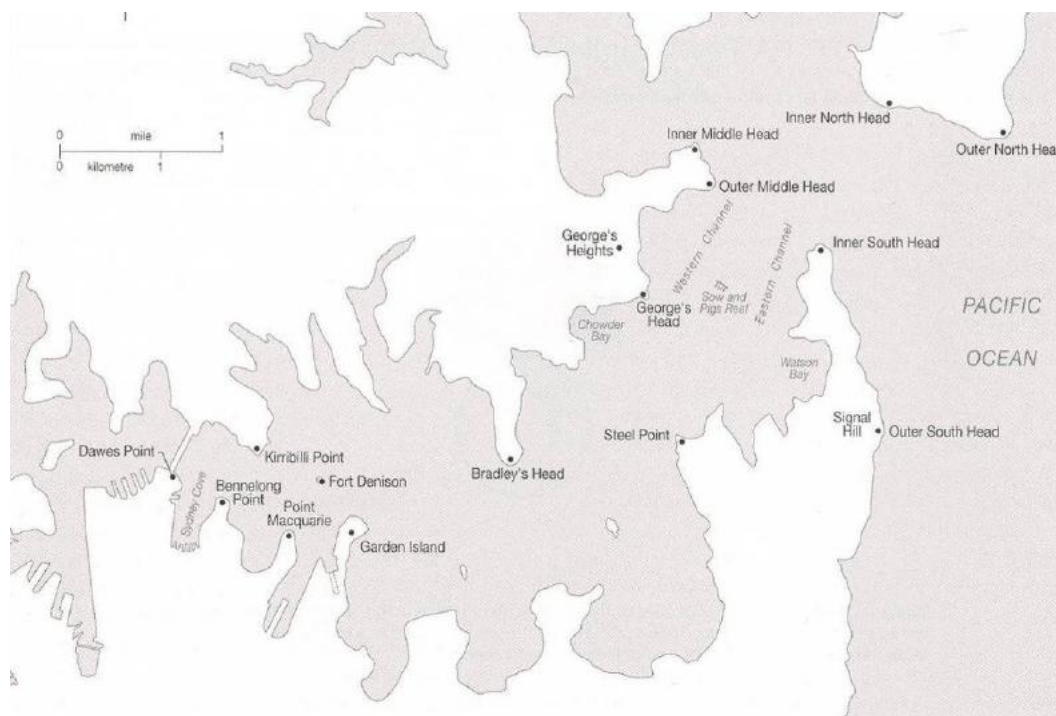 0 mile 1
0 kilometre 1
Inner North Head
Outer North Hea
Inner Middle Head
Outer Middle Head
George's
Heights
Western Channel
Eastern Channel
Inner South Head
Sow and
Pigs Reef
George's
Head
Chowder
Bay
PACIFIC
OCEAN
Watson
Bay
Signal
Hill
Outer South Head
Steel Point
Bradley's Head
Dawes Point
Kirribilli Point
Fort Denison
Bennelong
Point
Sydney Cove
Point
Macquarie
Garden Island